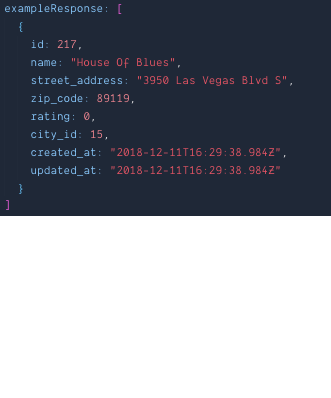 exampleResponse: [
{
id: 217,
name: "House Of Blues",
street_address: "3950 Las Vegas Blvd S",
zip_code: 89119,
rating: 0,
city_id: 15,
created_at: "2018-12-11T16:29:38.984Z",
updated_at: "2018-12-11T16:29:38.984Z"
}
]